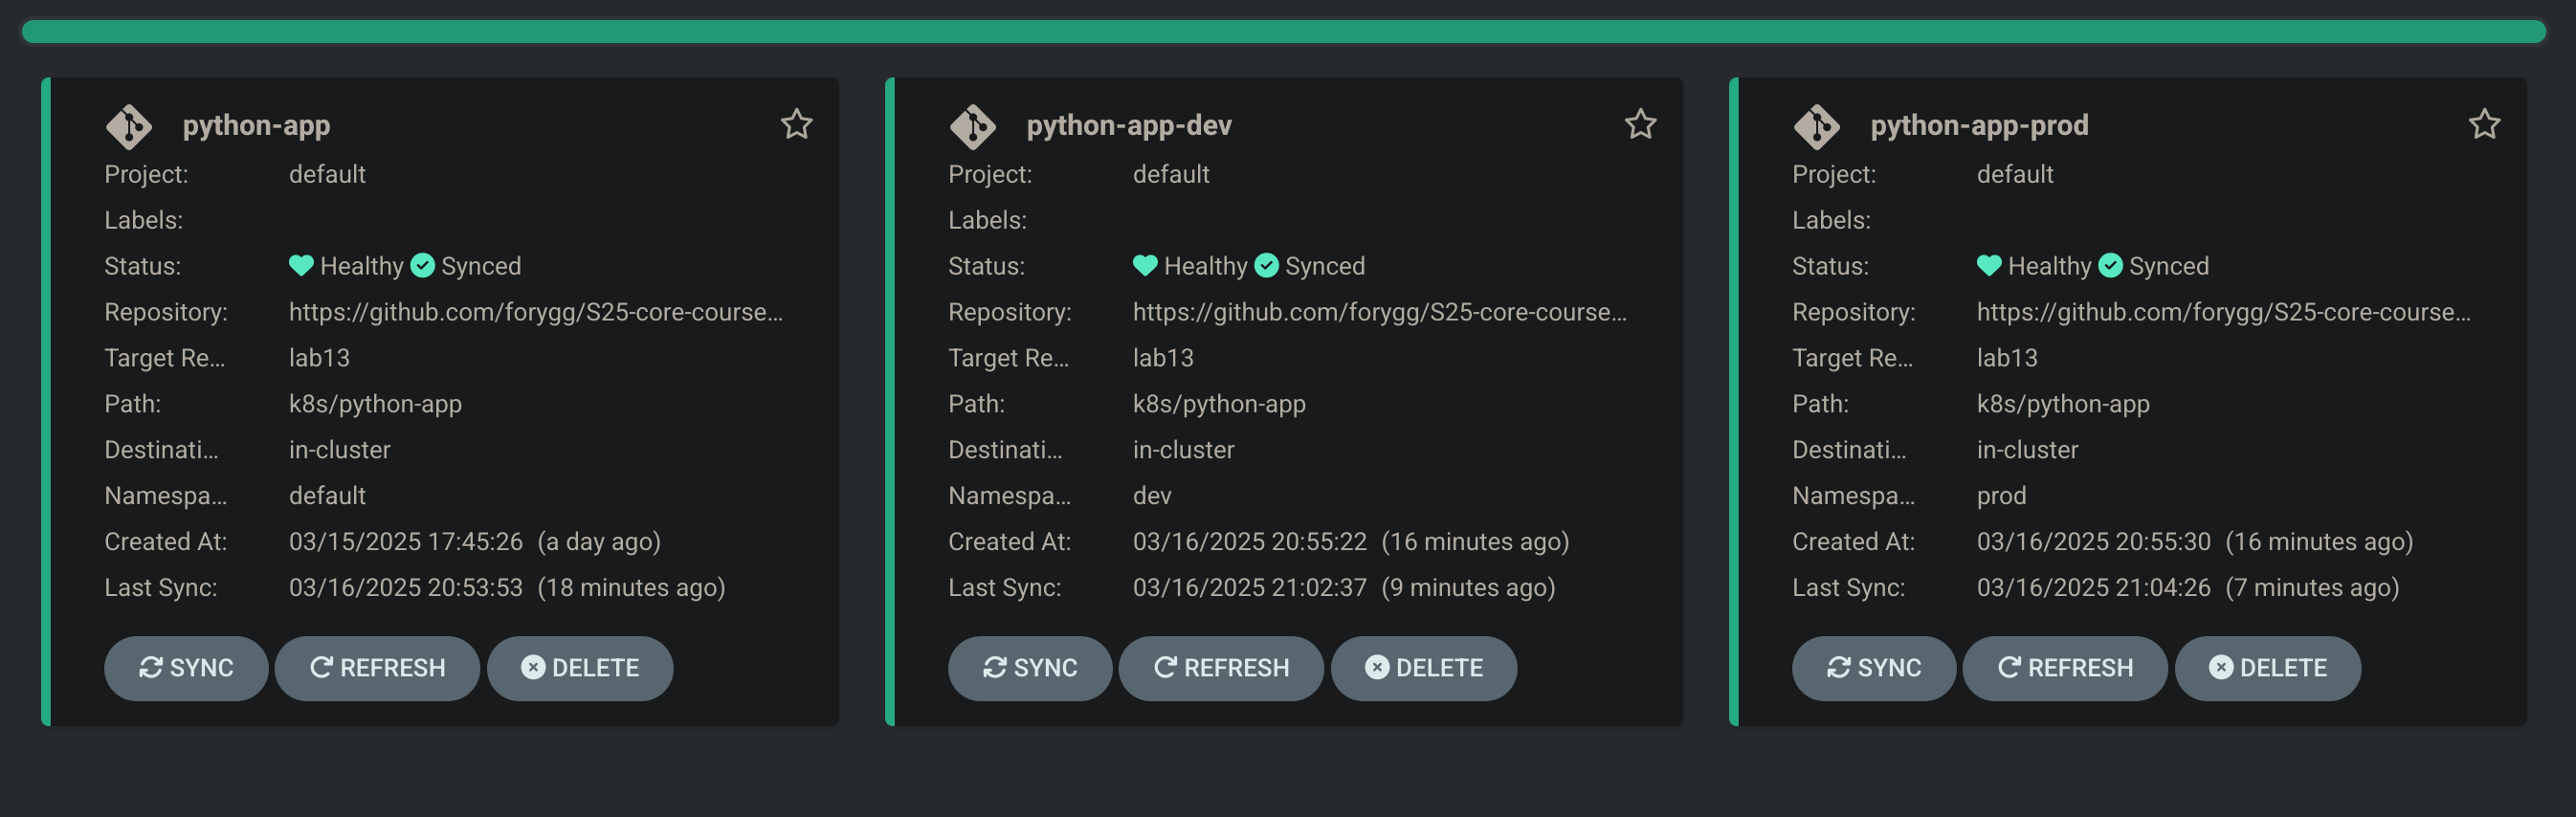 python-app
Project: default
Labels:
Status: Healthy Synced
Repository: https://github.com/forygg/S25-core-course...
Target Re... lab13
Path: k8s/python-app
Destinati... in-cluster
Namespa... default
Created At: 03/15/2025 17:45:26 (a day ago)
Last Sync: 03/16/2025 20:53:53 (18 minutes ago)
SYNC REFRESH DELETE
python-app-dev
Project: default
Labels:
Status: Healthy Synced
Repository: https://github.com/forygg/S25-core-course...
Target Re... lab13
Path: k8s/python-app
Destinati... in-cluster
Namespa... dev
Created At: 03/16/2025 20:55:22 (16 minutes ago)
Last Sync: 03/16/2025 21:02:37 (9 minutes ago)
SYNC REFRESH DELETE
python-app-prod
Project: default
Labels:
Status: Healthy Synced
Repository: https://github.com/forygg/S25-core-course...
Target Re... lab13
Path: k8s/python-app
Destinati... in-cluster
Namespa... prod
Created At: 03/16/2025 20:55:30 (16 minutes ago)
Last Sync: 03/16/2025 21:04:26 (7 minutes ago)
SYNC REFRESH DELETE